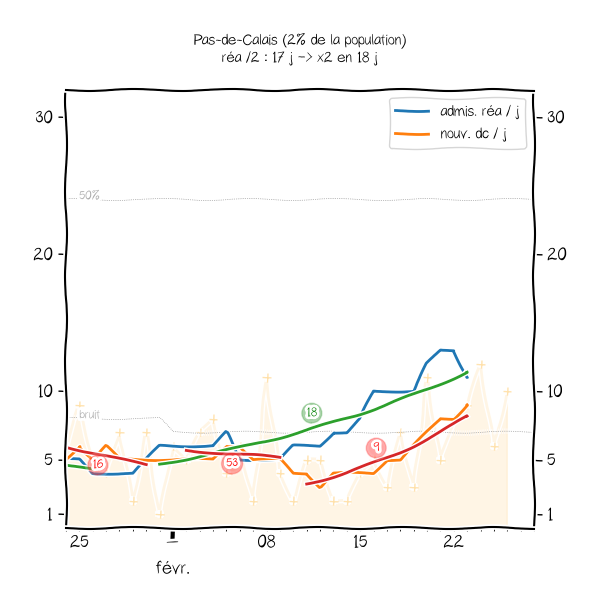 Pas-de-Calais (2% de la population)
réa /2 : 17 j -> x2 en 18 j
admis. réa / j
nouv. dc / j
30 30
50%
20 20
10 10
bruit
18
9
16 53
5 5
1 1
25 1 08 15 22
févr.